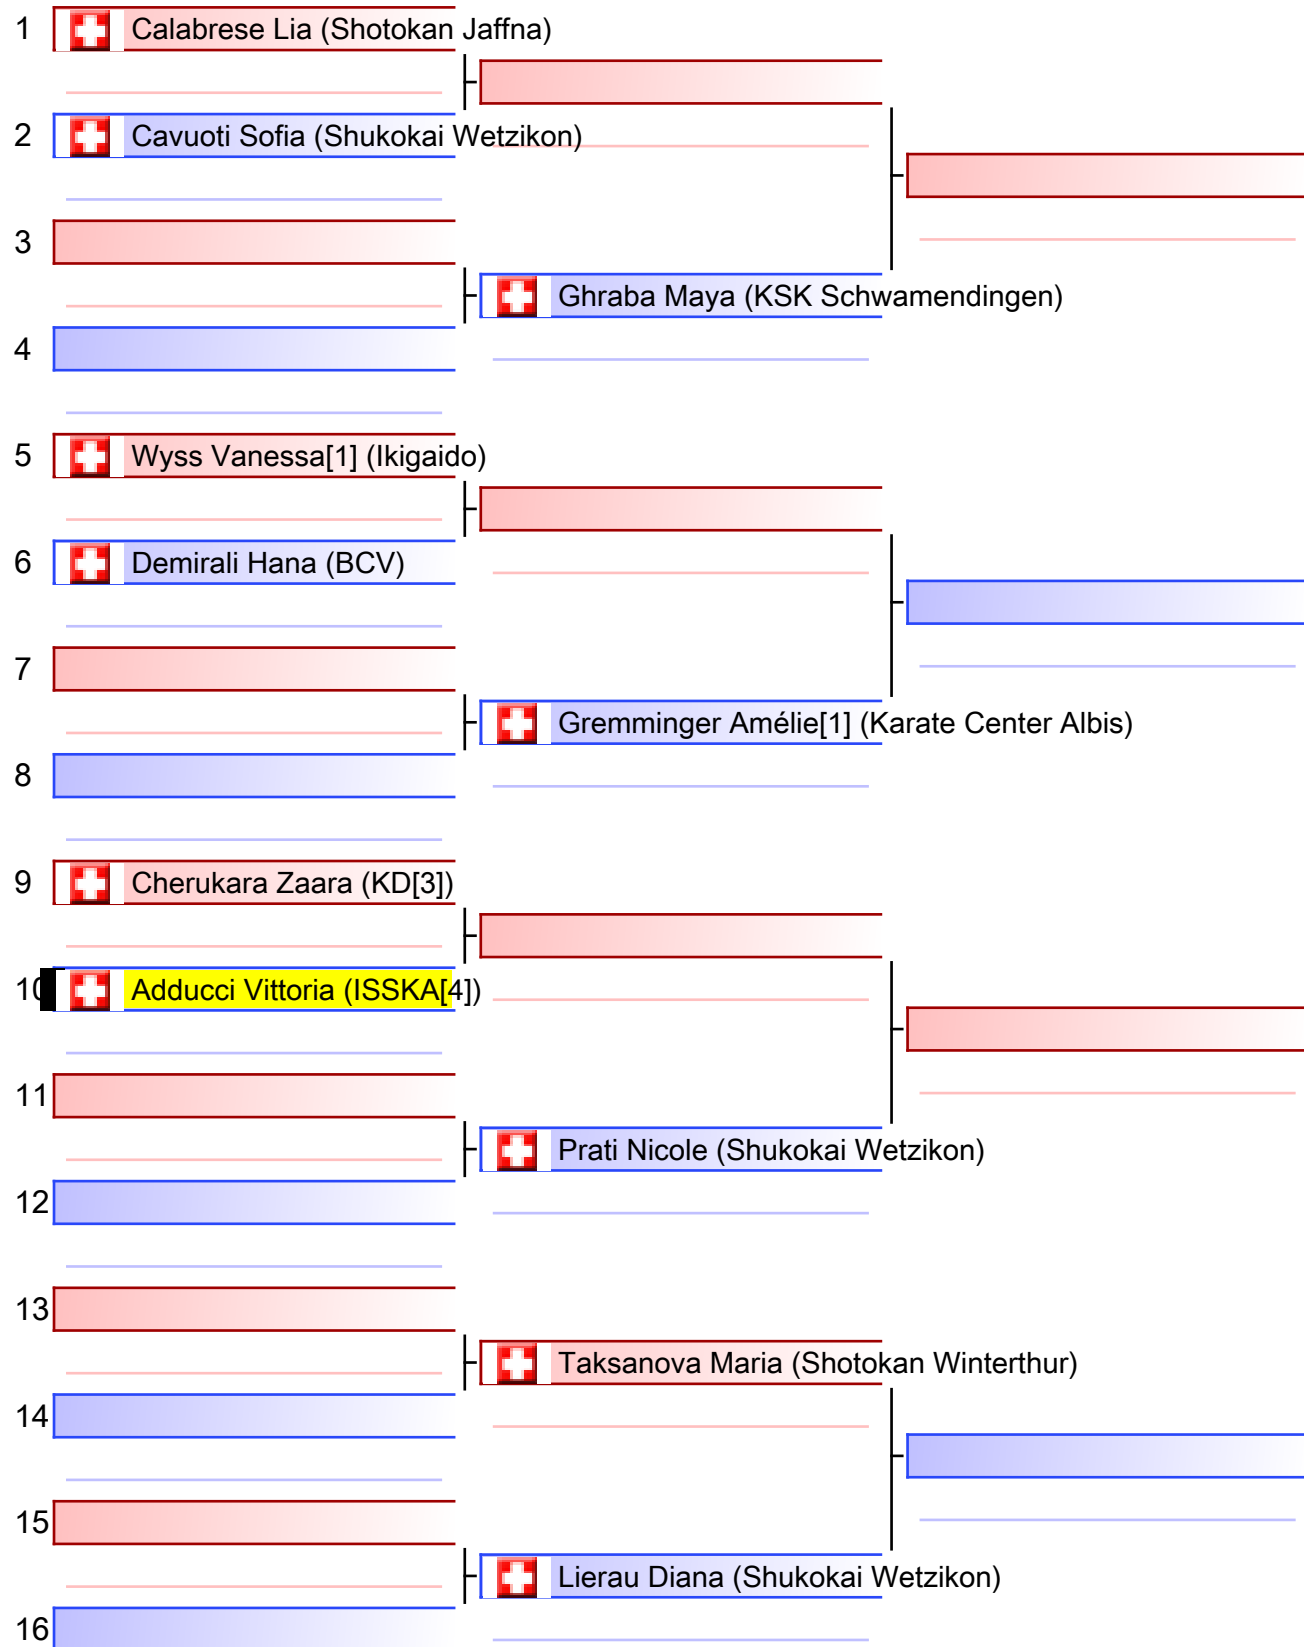 1 Calabrese Lia (Shotokan Jaffna)
2 Cavuoti Sofia (Shukokai Wetzikon)
3
Ghraba Maya (KSK Schwamendingen)
4
5 Wyss Vanessa[1] (Ikigaido)
6 Demirali Hana (BCV)
7
Gremminger Amélie[1] (Karate Center Albis)
8
9 Cherukara Zaara (KD[3])
10 Adducci Vittoria (ISSKA[4])
11
Prati Nicole (Shukokai Wetzikon)
12
13
Taksanova Maria (Shotokan Winterthur)
14
15
Lierau Diana (Shukokai Wetzikon)
16